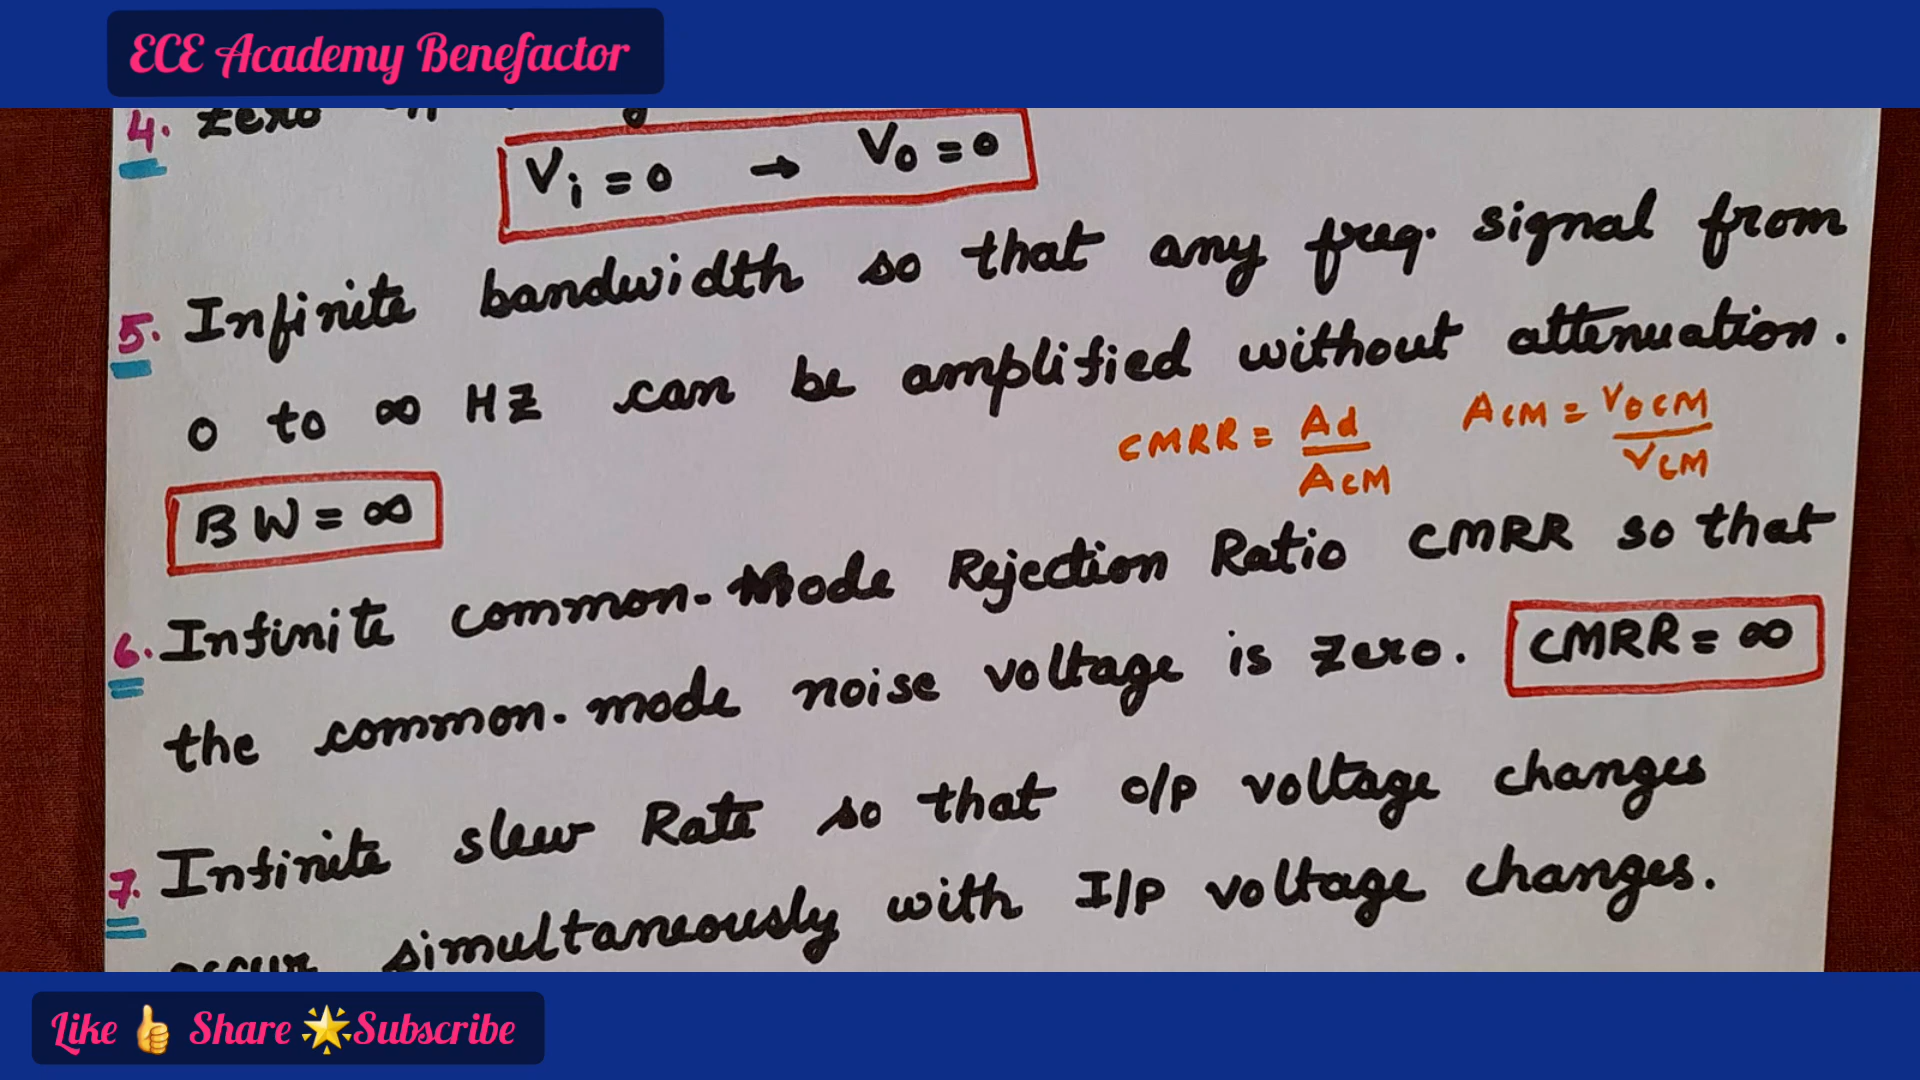 ECE Academy Benefactor
4. Zero
Vi = 0 → Vo = 0
5. Infinite bandwidth so that any freq. signal from
0 to ∞ HZ can be amplified without attenuation.
CMRR = Ad / ACM ACM = VOCM / VCM
BW = ∞
6. Infinite common-Mode Rejection Ratio CMRR so that
the common-mode noise voltage is zero. CMRR = ∞
7. Infinite slew Rate so that o/p voltage changes
occur simultaneously with I/p voltage changes.
Like 👍 Share 🌟Subscribe